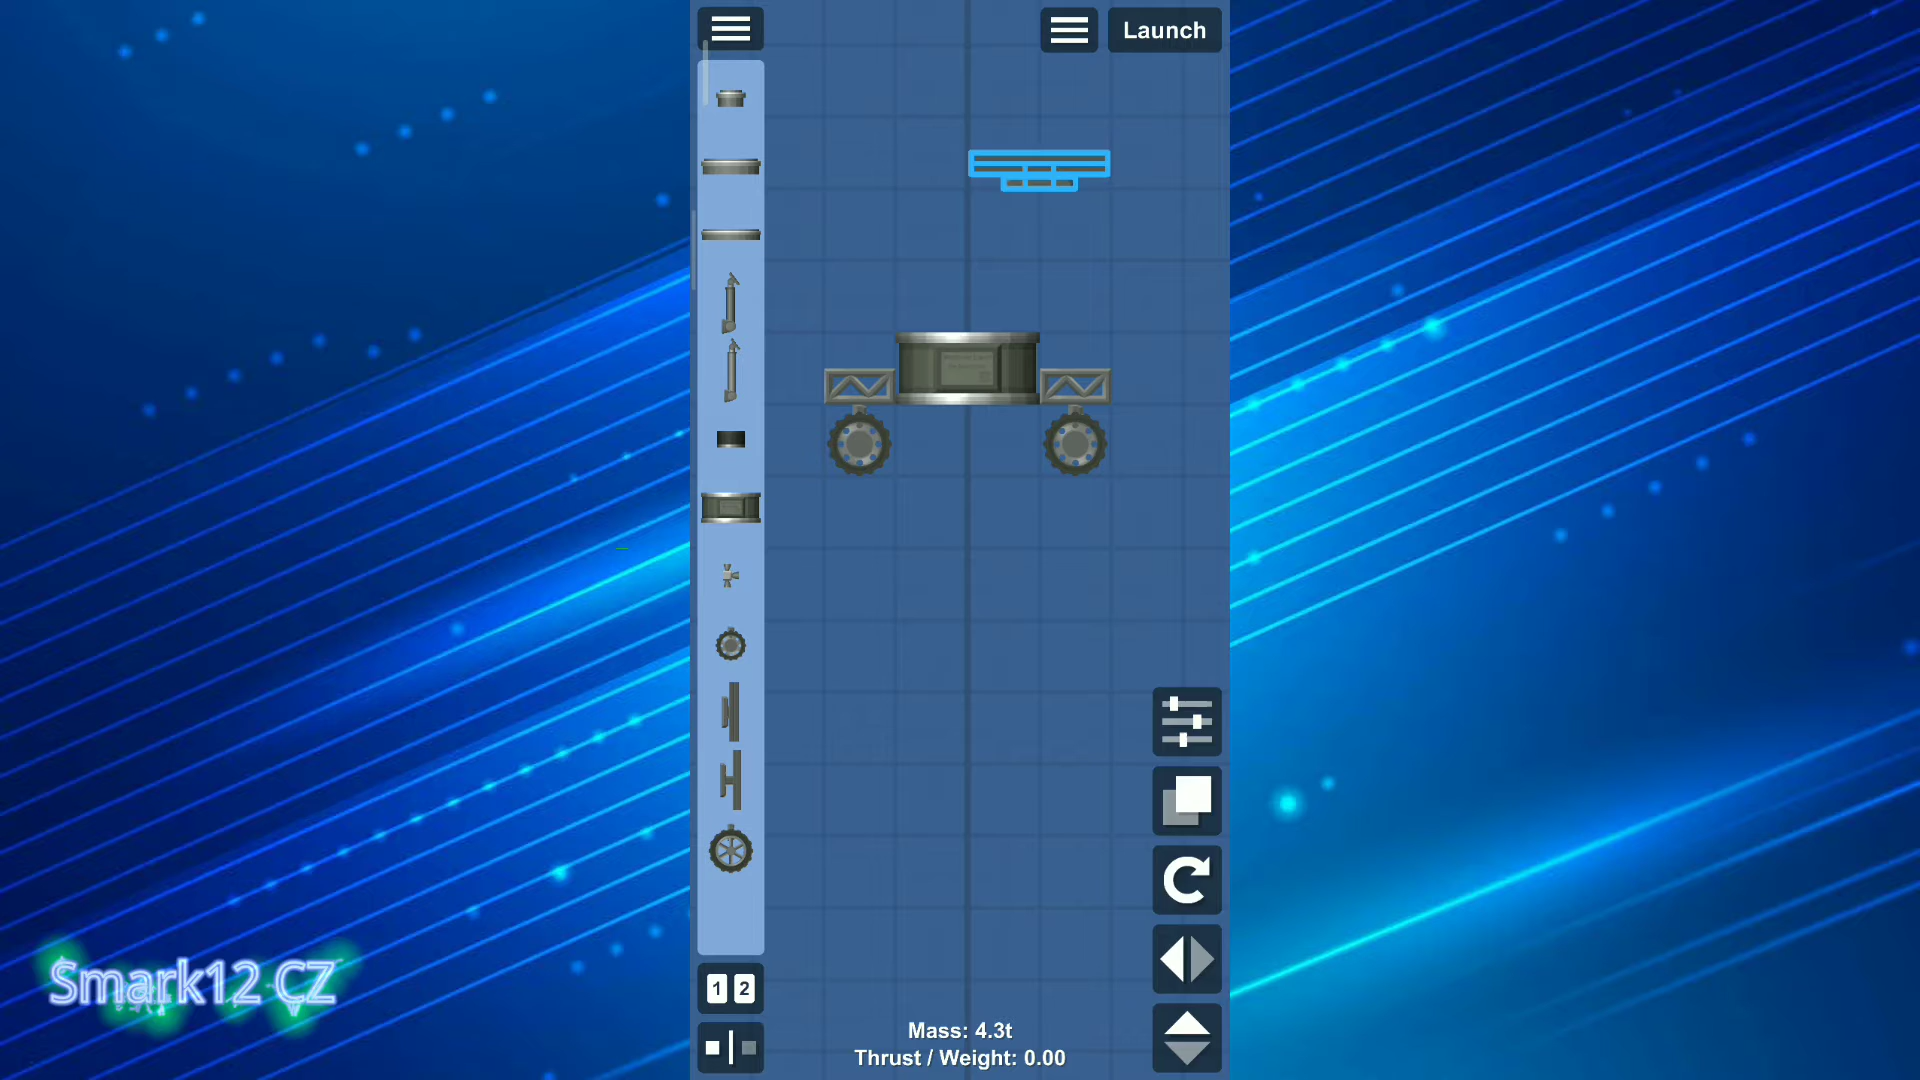 Launch
1 2
Mass: 4.3t
Thrust / Weight: 0.00
Smark12 CZ